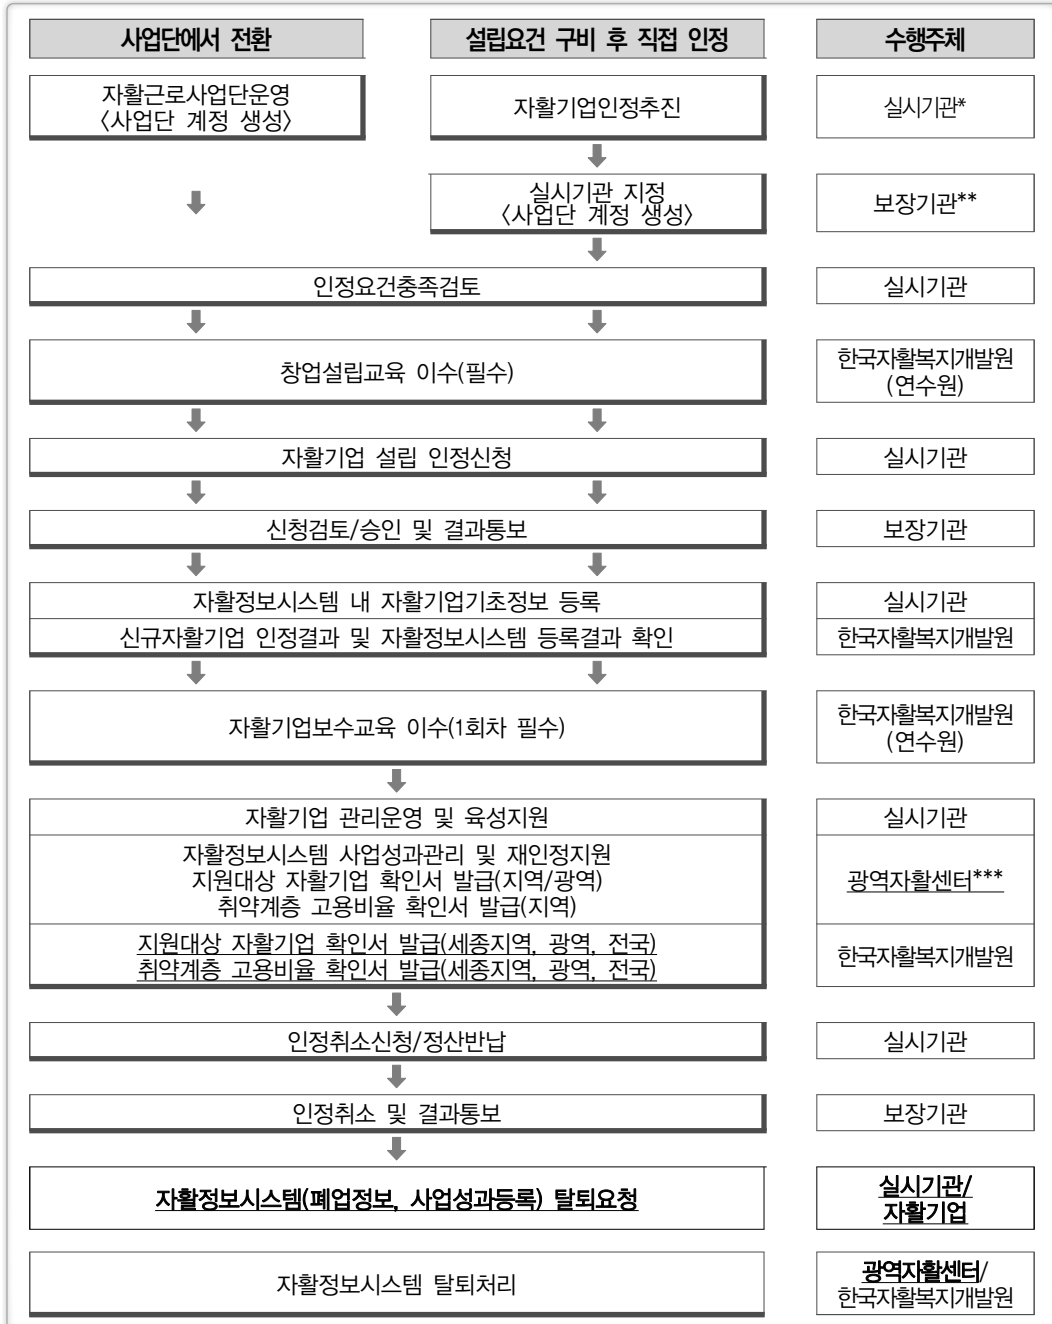 사업단에서 전환
설립요건 구비 후 직접 인정
수행주체
자활근로사업단운영
〈사업단 계정 생성〉
자활기업인정추진
실시기관*
실시기관 지정
〈사업단 계정 생성〉
보장기관**
인정요건충족검토
실시기관
창업설립교육 이수(필수)
한국자활복지개발원
(연수원)
자활기업 설립 인정신청
실시기관
신청검토/승인 및 결과통보
보장기관
자활정보시스템 내 자활기업기초정보 등록
실시기관
신규자활기업 인정결과 및 자활정보시스템 등록결과 확인
한국자활복지개발원
자활기업보수교육 이수(1회차 필수)
한국자활복지개발원
(연수원)
자활기업 관리운영 및 육성지원
실시기관
자활정보시스템 사업성과관리 및 재인정지원
지원대상 자활기업 확인서 발급(지역/광역)
취약계층 고용비율 확인서 발급(지역)
광역자활센터***
지원대상 자활기업 확인서 발급(세종지역, 광역, 전국)
취약계층 고용비율 확인서 발급(세종지역, 광역, 전국)
한국자활복지개발원
인정취소신청/정산반납
실시기관
인정취소 및 결과통보
보장기관
자활정보시스템(폐업정보, 사업성과등록) 탈퇴요청
실시기관/
자활기업
자활정보시스템 탈퇴처리
광역자활센터/
한국자활복지개발원